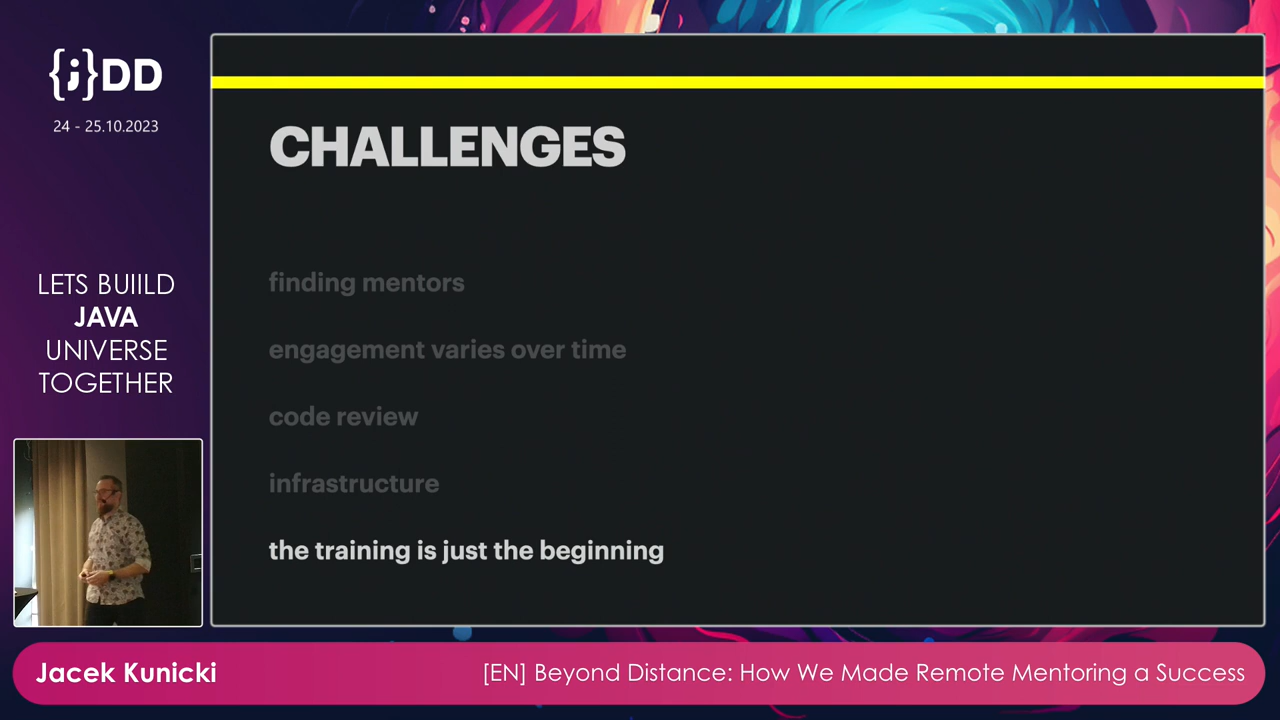 {j}DD
24 - 25.10.2023
LETS BUIILD
JAVA
UNIVERSE
TOGETHER
CHALLENGES
finding mentors
engagement varies over time
code review
infrastructure
the training is just the beginning
Jacek Kunicki
[EN] Beyond Distance: How We Made Remote Mentoring a Success